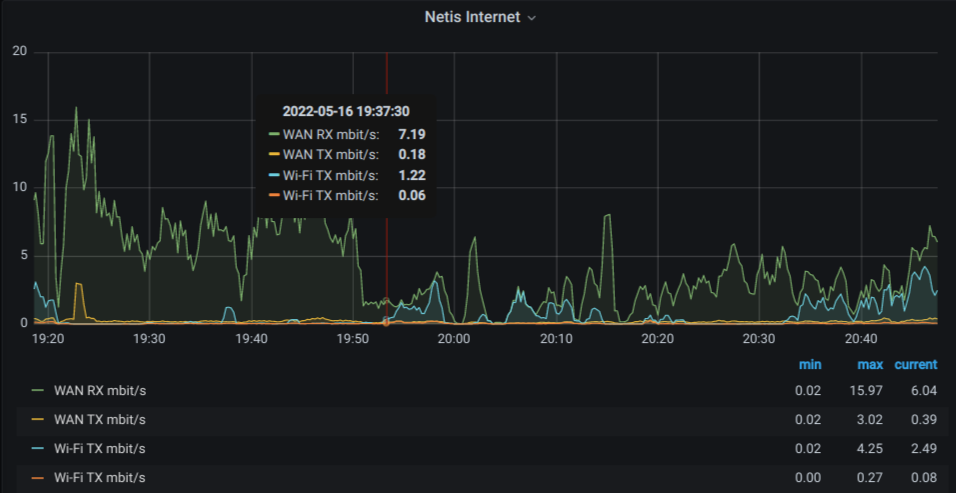 Netis Internet
20
15
10
5
0
2022-05-16 19:37:30
WAN RX mbit/s: 7.19
WAN TX mbit/s: 0.18
Wi-Fi TX mbit/s: 1.22
Wi-Fi TX mbit/s: 0.06
19:20 19:30 19:40 19:50 20:00 20:10 20:20 20:30 20:40
min max current
WAN RX mbit/s 0.02 15.97 6.04
WAN TX mbit/s 0.02 3.02 0.39
Wi-Fi TX mbit/s 0.02 4.25 2.49
Wi-Fi TX mbit/s 0.00 0.27 0.08